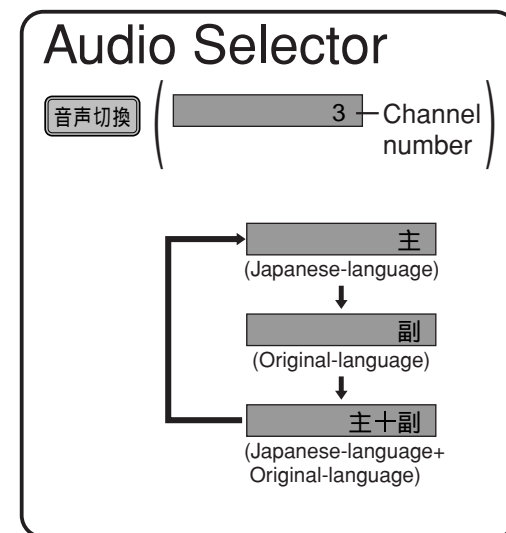 Audio Selector
音声切換
3 Channel
number
主
(Japanese-language)
副
(Original-language)
主+副
(Japanese-language+
Original-language)